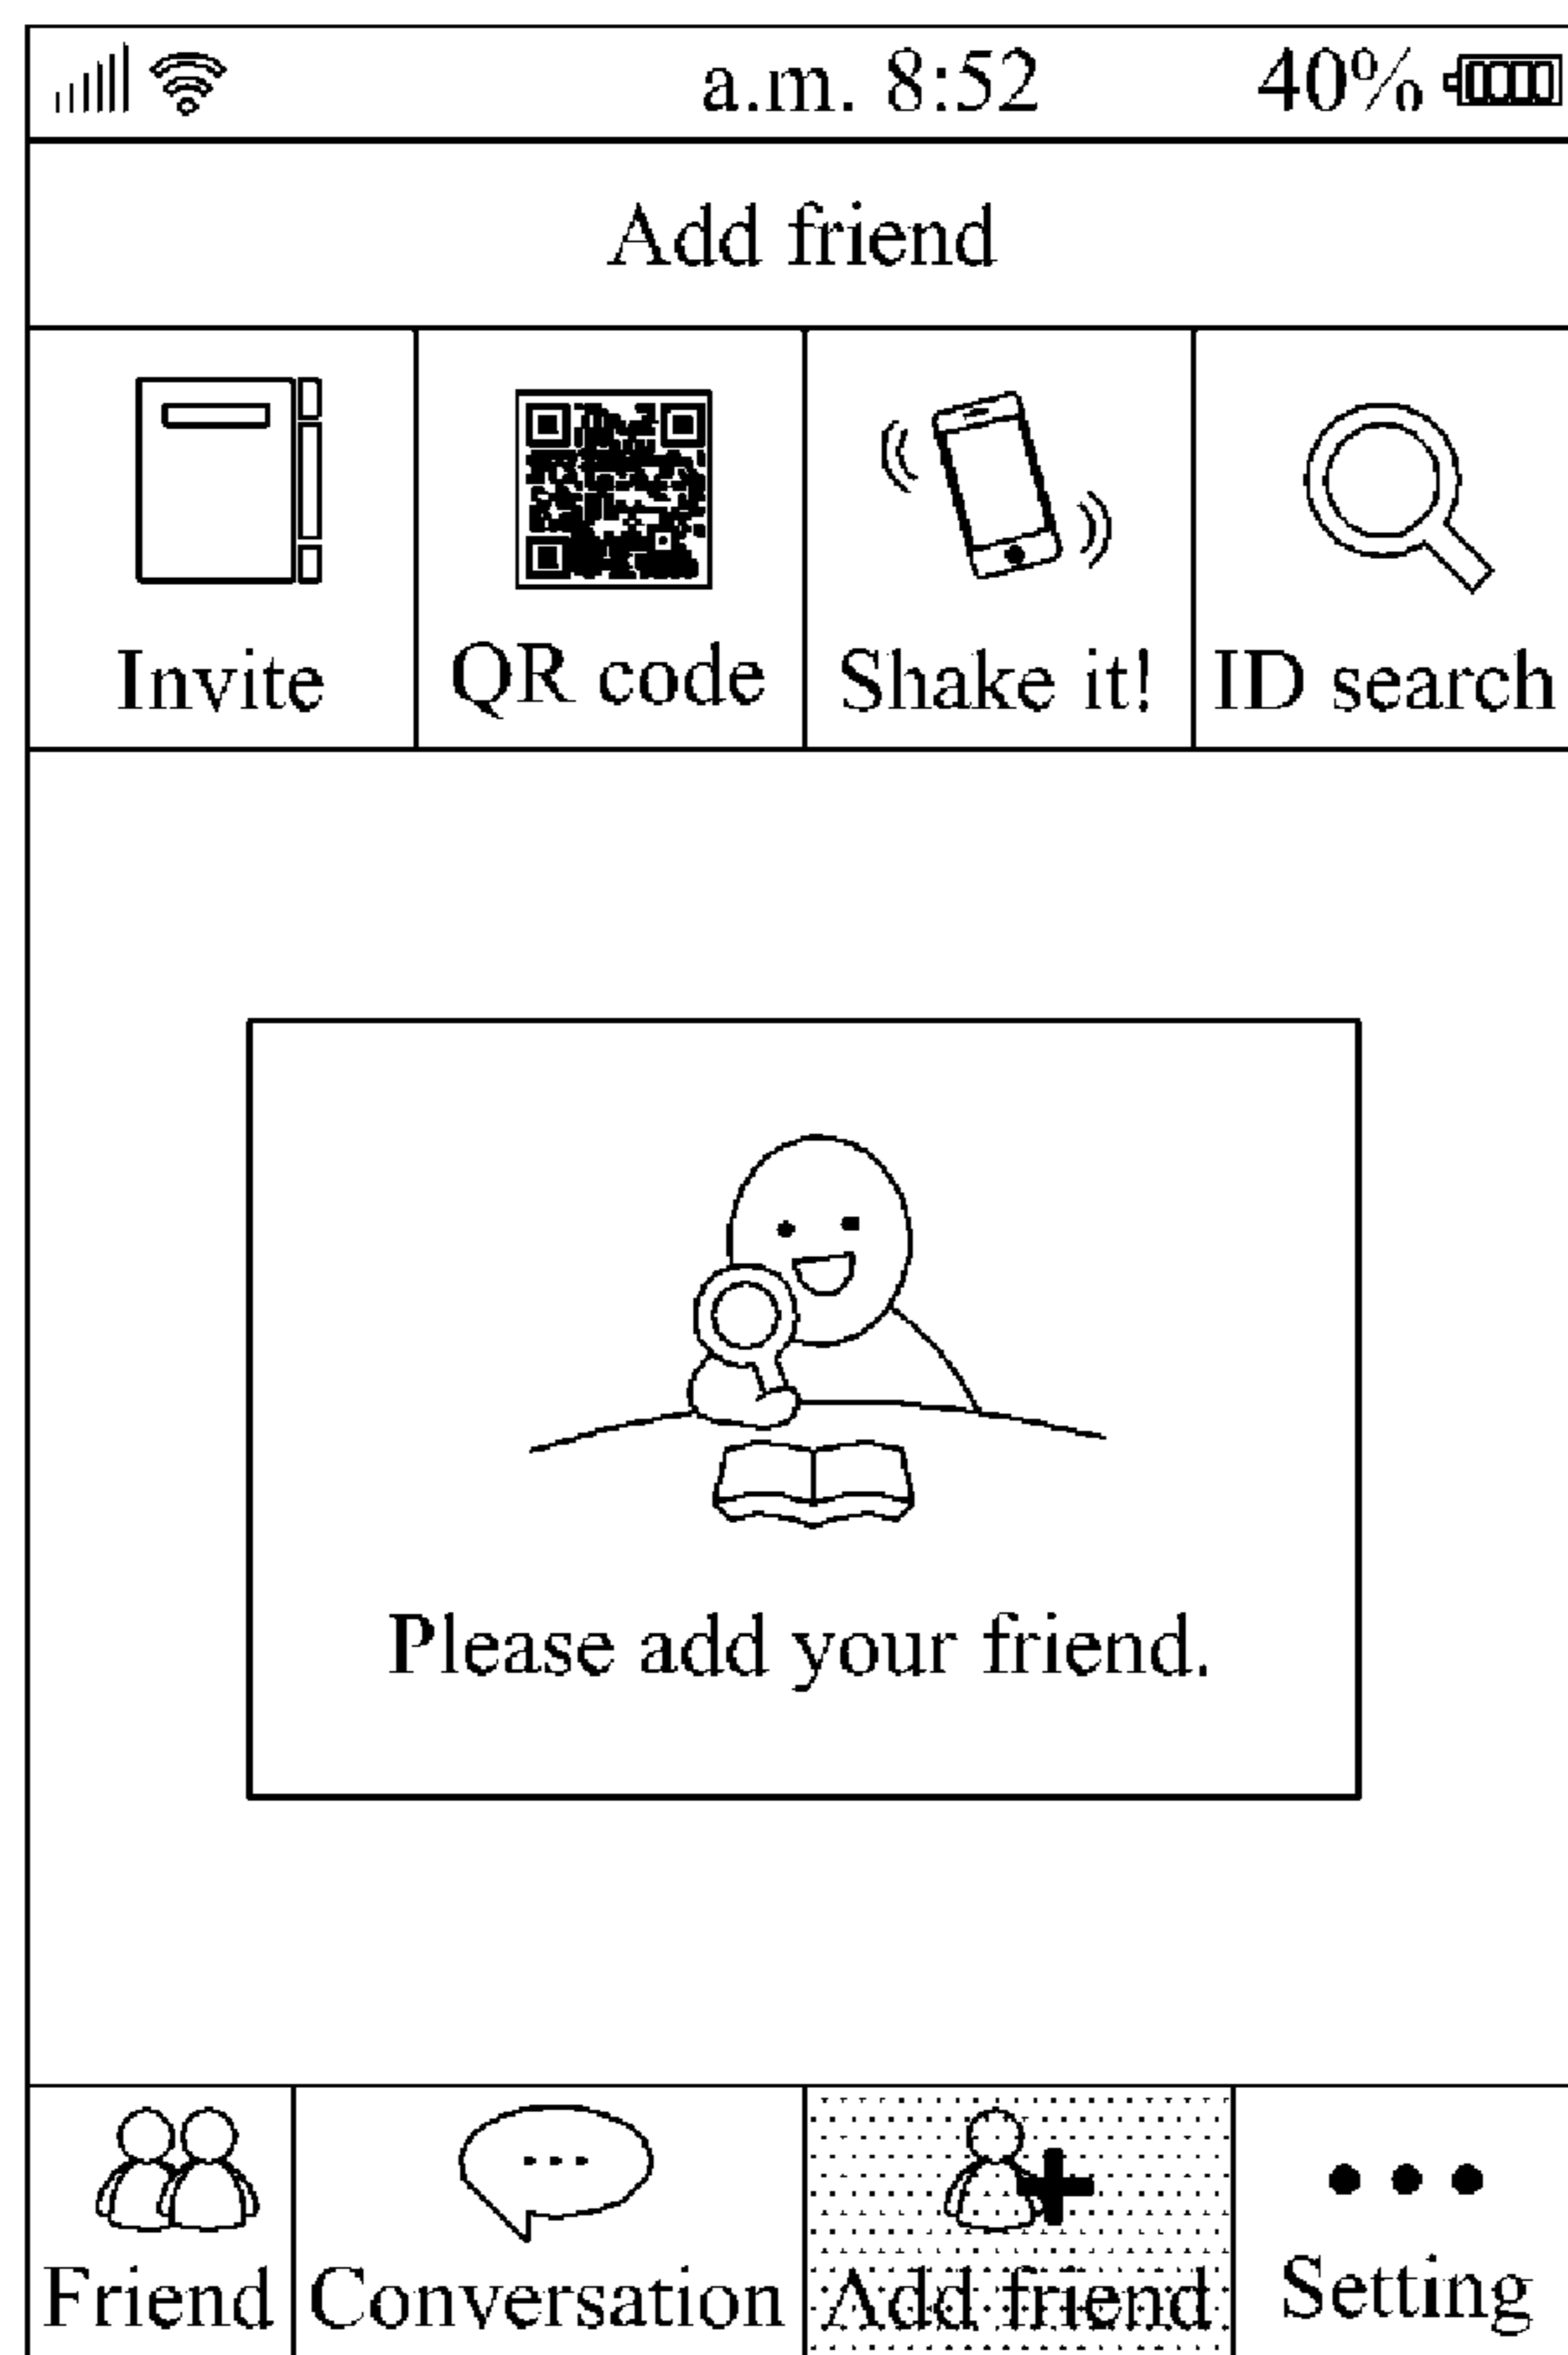 a.m. 8:52 40%
Add friend
Invite QR code Shake it! ID search
Please add your friend.
Friend Conversation Add friend Setting